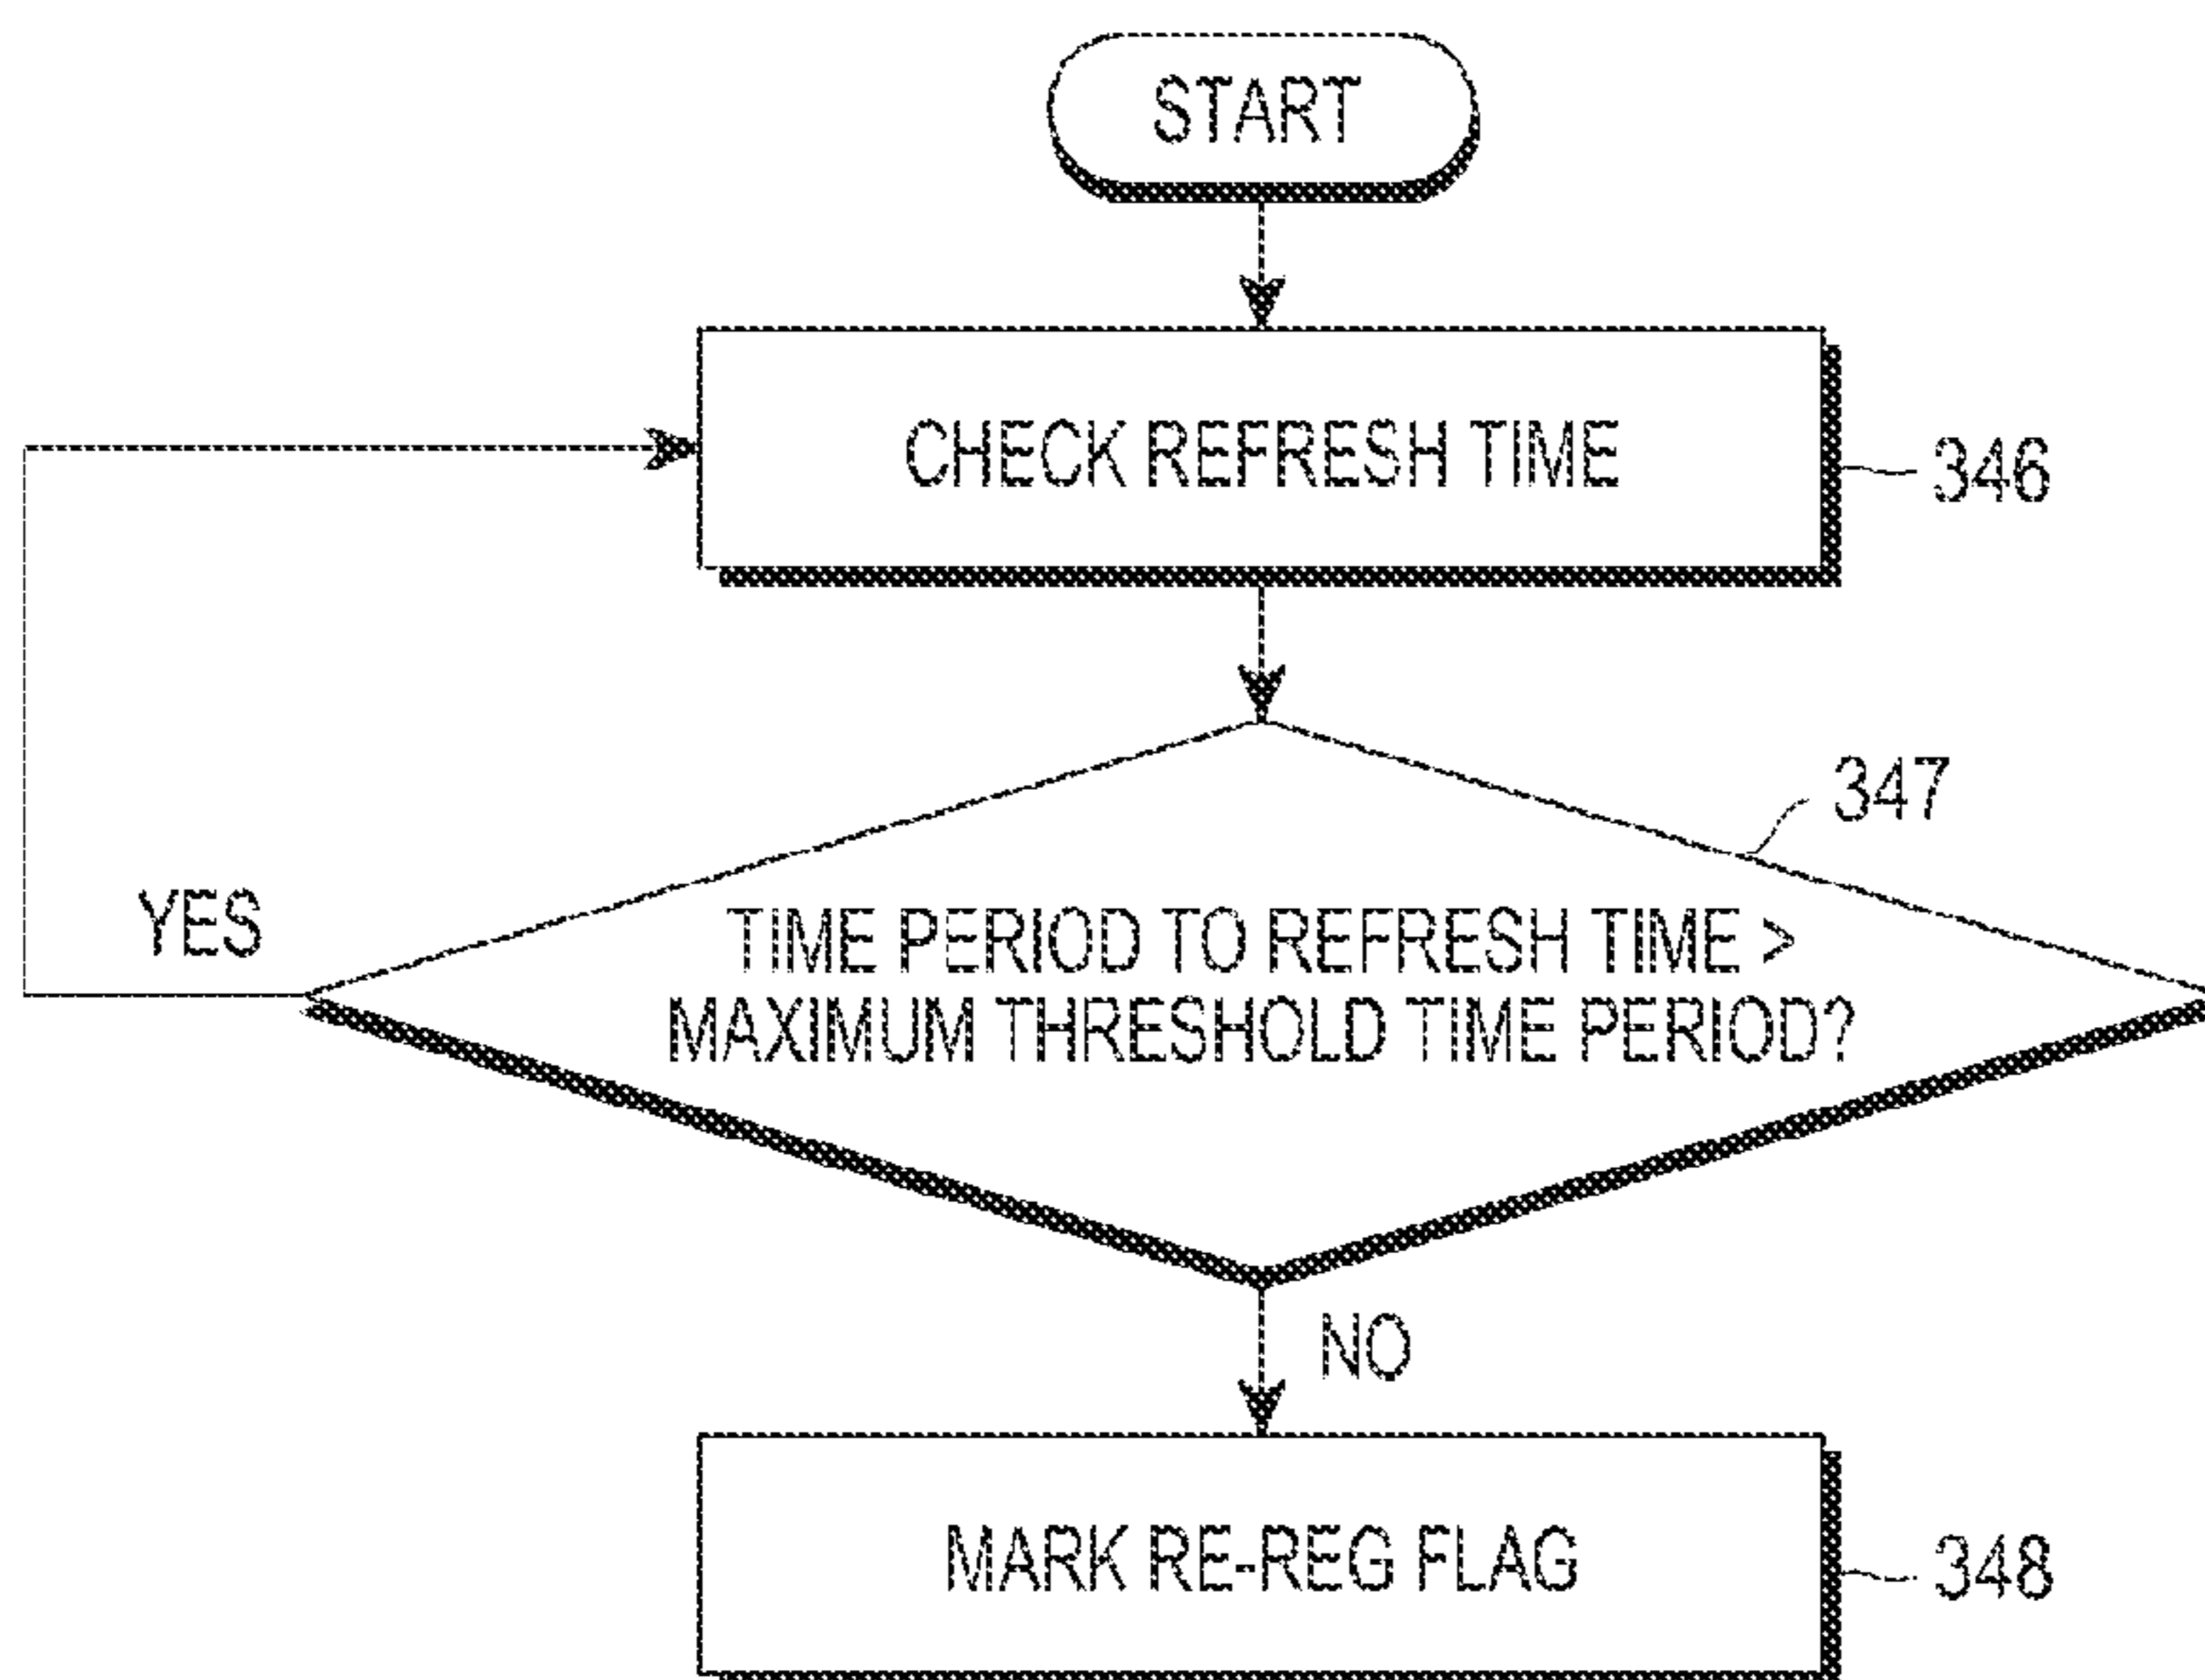 START
CHECK REFRESH TIME
346
347
YES
TIME PERIOD TO REFRESH TIME >
MAXIMUM THRESHOLD TIME PERIOD?
NO
MARK RE-REG FLAG
348